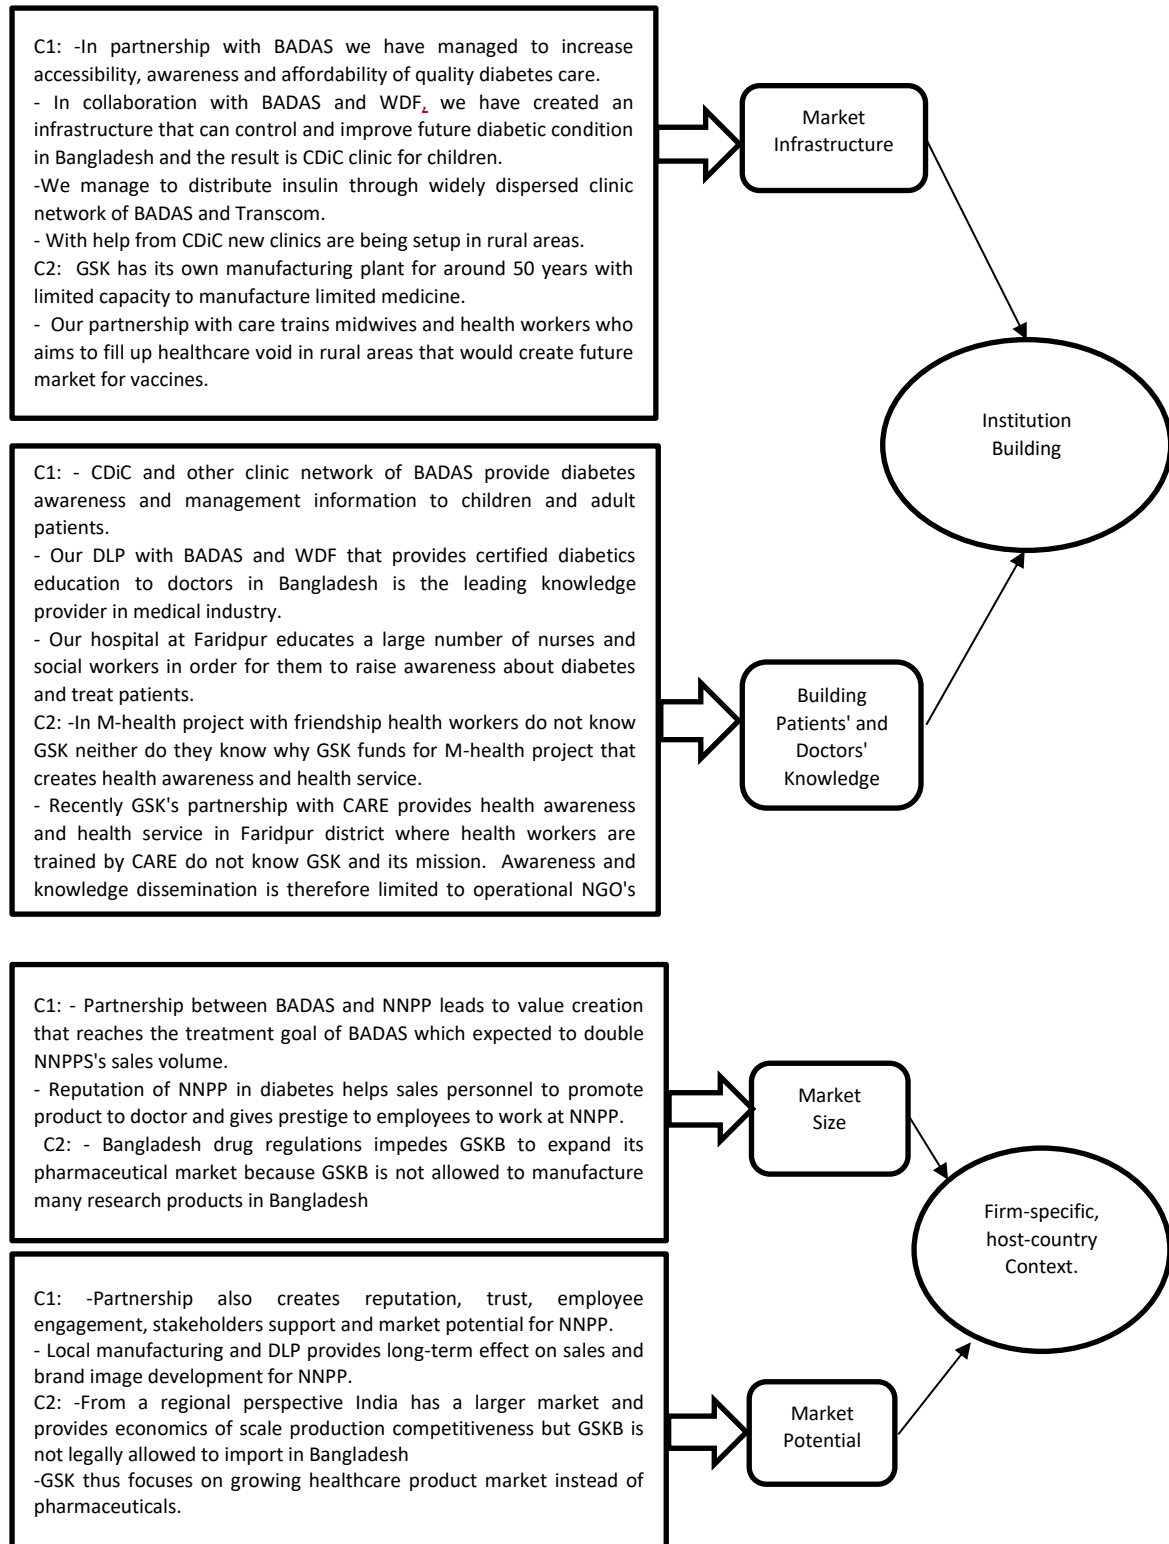 C1: -In partnership with BADAS we have managed to increase
accessibility, awareness and affordability of quality diabetes care.
- In collaboration with BADAS and WDF, we have created an
infrastructure that can control and improve future diabetic condition
in Bangladesh and the result is CDiC clinic for children.
-We manage to distribute insulin through widely dispersed clinic
network of BADAS and Transcom.
- With help from CDiC new clinics are being setup in rural areas.
C2: GSK has its own manufacturing plant for around 50 years with
limited capacity to manufacture limited medicine.
- Our partnership with care trains midwives and health workers who
aims to fill up healthcare void in rural areas that would create future
market for vaccines.
Market
Infrastructure
Institution
Building
C1: - CDiC and other clinic network of BADAS provide diabetes
awareness and management information to children and adult
patients.
- Our DLP with BADAS and WDF that provides certified diabetics
education to doctors in Bangladesh is the leading knowledge
provider in medical industry.
- Our hospital at Faridpur educates a large number of nurses and
social workers in order for them to raise awareness about diabetes
and treat patients.
C2: -In M-health project with friendship health workers do not know
GSK neither do they know why GSK funds for M-health project that
creates health awareness and health service.
- Recently GSK's partnership with CARE provides health awareness
and health service in Faridpur district where health workers are
trained by CARE do not know GSK and its mission. Awareness and
knowledge dissemination is therefore limited to operational NGO's
Building
Patients' and
Doctors'
Knowledge
C1: - Partnership between BADAS and NNPP leads to value creation
that reaches the treatment goal of BADAS which expected to double
NNPPS's sales volume.
- Reputation of NNPP in diabetes helps sales personnel to promote
product to doctor and gives prestige to employees to work at NNPP.
C2: - Bangladesh drug regulations impedes GSKB to expand its
pharmaceutical market because GSKB is not allowed to manufacture
many research products in Bangladesh
Market
Size
Firm-specific,
host-country
Context.
C1: -Partnership also creates reputation, trust, employee
engagement, stakeholders support and market potential for NNPP.
- Local manufacturing and DLP provides long-term effect on sales and
brand image development for NNPP.
C2: -From a regional perspective India has a larger market and
provides economics of scale production competitiveness but GSKB is
not legally allowed to import in Bangladesh
-GSK thus focuses on growing healthcare product market instead of
pharmaceuticals.
Market
Potential